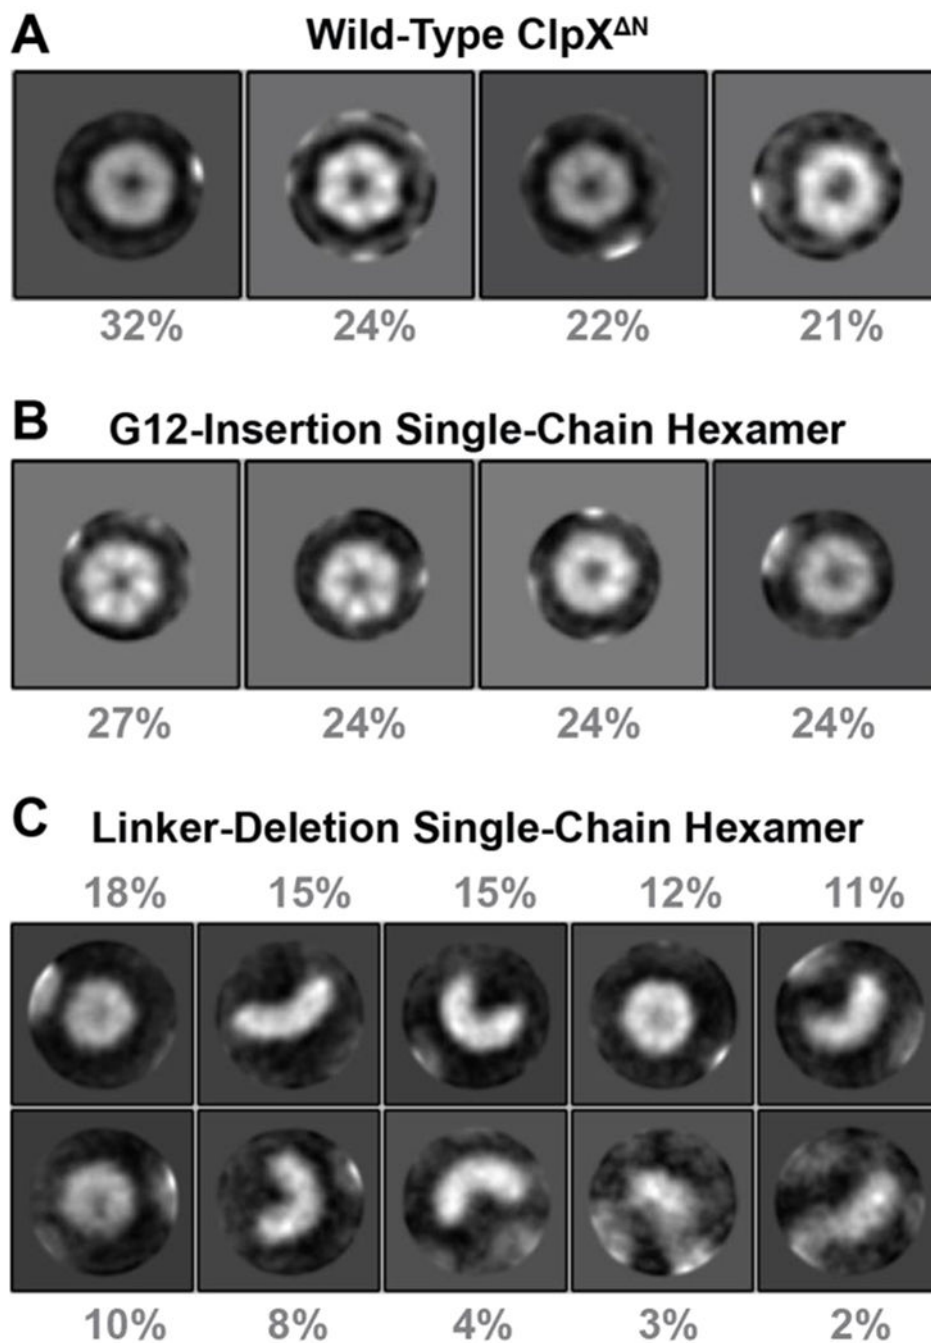 A Wild-Type ClpX^ΔN
32% 24% 22% 21%
B G12-Insertion Single-Chain Hexamer
27% 24% 24% 24%
C Linker-Deletion Single-Chain Hexamer
18% 15% 15% 12% 11%
10% 8% 4% 3% 2%